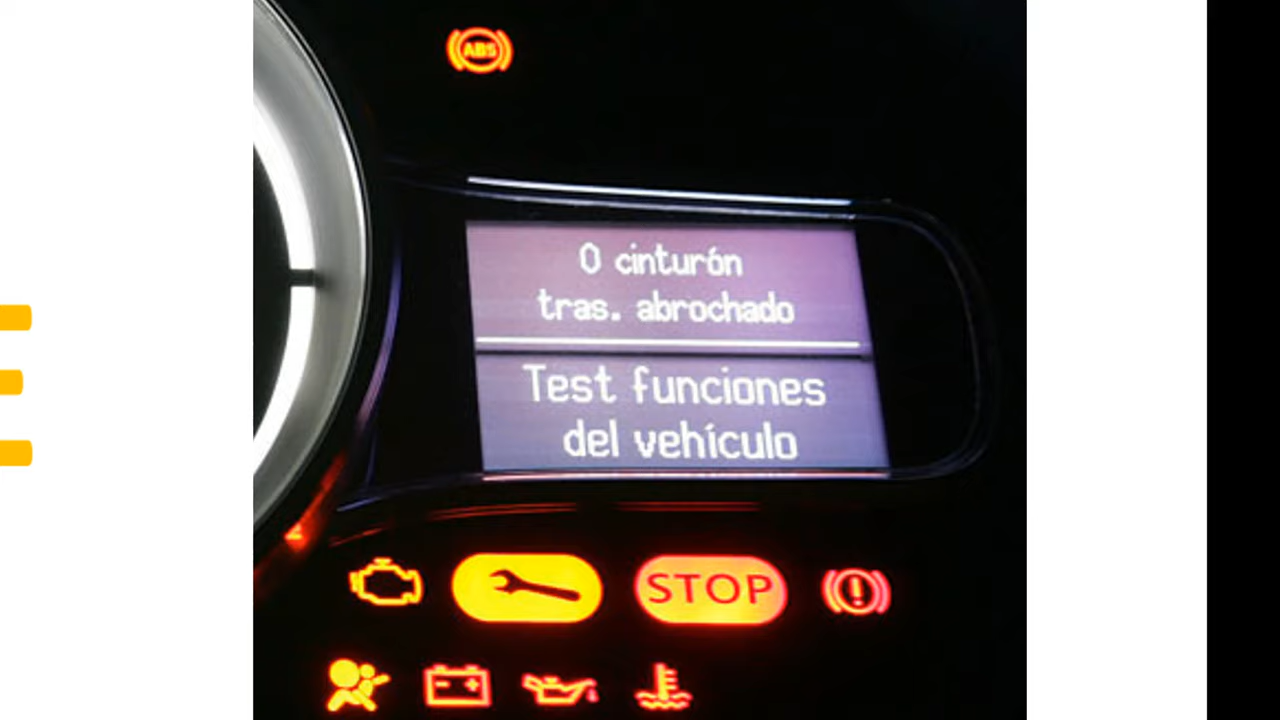 ABS
0 cinturón
tras. abrochado
Test funciones
del vehículo
STOP